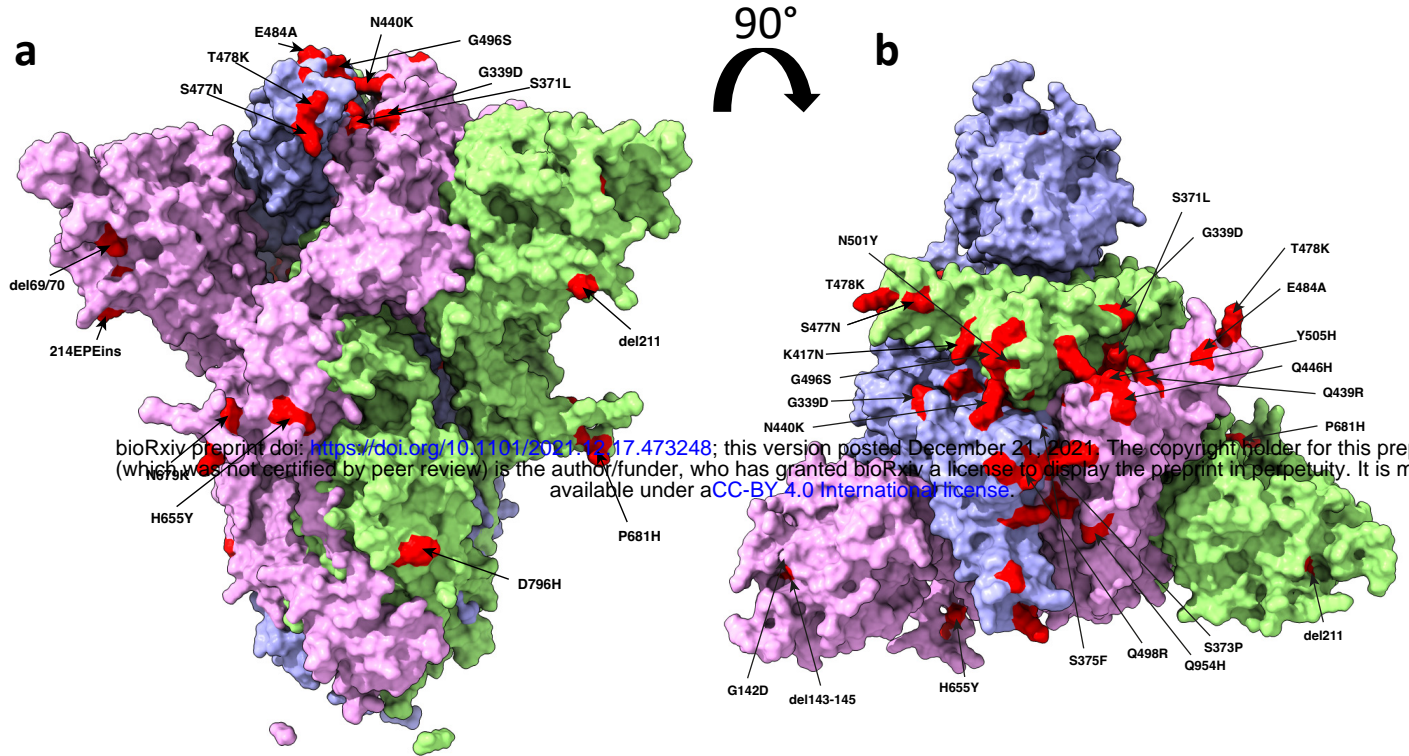 a
E484A
N440K
G496S
T478K
G339D
S477N
S371L
del69/70
214EPEins
del211
N679K
H655Y
P681H
D796H
90°
b
S371L
N501Y
G339D
T478K
T478K
E484A
S477N
Y505H
K417N
Q446H
G496S
Q439R
G339D
N440K
P681H
bioRxiv preprint doi: https://doi.org/10.1101/2021.12.17.473248; this version posted December 21, 2021. The copyright holder for this prep
(which was not certified by peer review) is the author/funder, who has granted bioRxiv a license to display the preprint in perpetuity. It is m
available under aCC-BY 4.0 International license.
del211
S373P
Q498R
S375F
Q954H
G142D
del143-145
H655Y